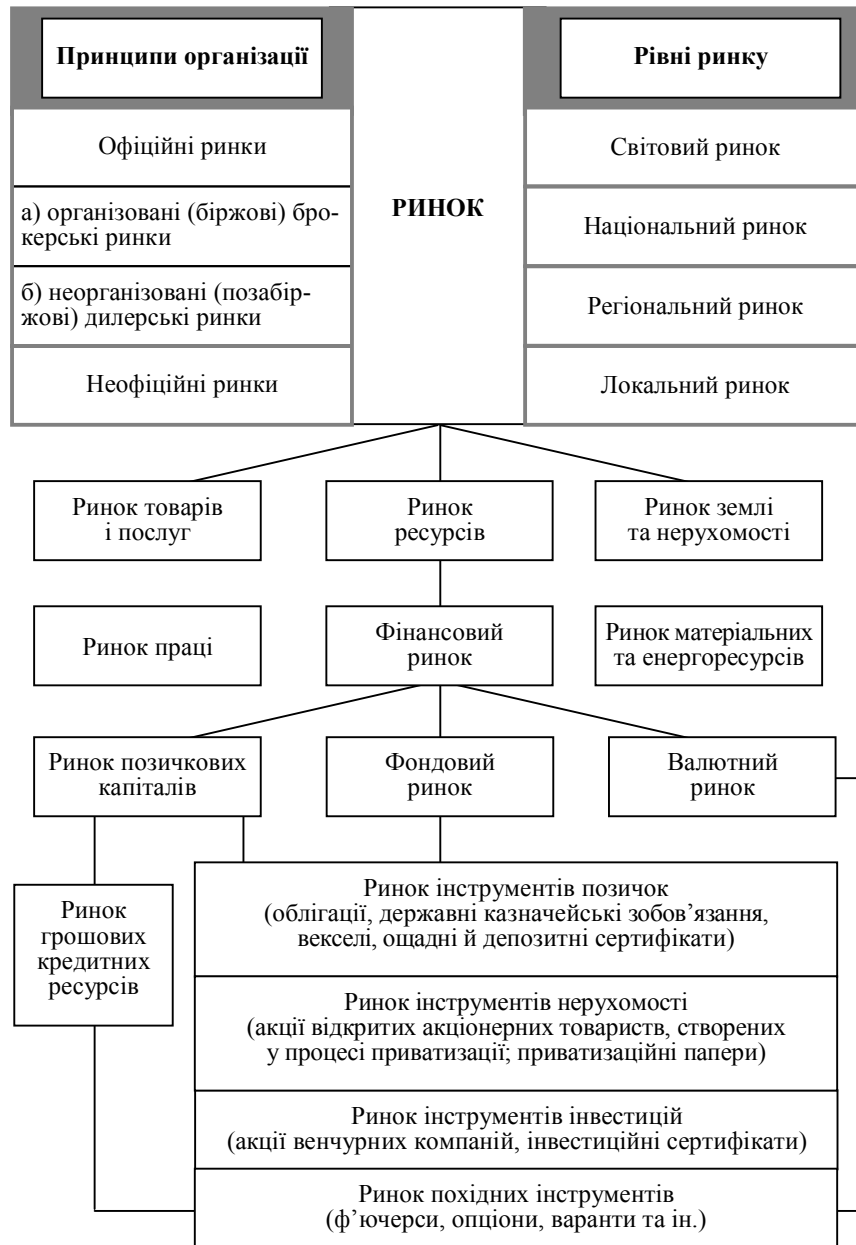 Принципи організації
РИНОК
Рівні ринку
Офіційні ринки
а) організовані (біржові) бро-
керські ринки
б) неорганізовані (позабір-
жові) дилерські ринки
Неофіційні ринки
Світовий ринок
Національний ринок
Регіональний ринок
Локальний ринок
Ринок товарів
і послуг
Ринок
ресурсів
Ринок землі
та нерухомості
Ринок праці
Фінансовий
ринок
Ринок матеріальних
та енергоресурсів
Ринок позичкових
капіталів
Фондовий
ринок
Валютний
ринок
Ринок
грошових
кредитних
ресурсів
Ринок інструментів позичок
(облігації, державні казначейські зобов’язання,
векселі, ощадні й депозитні сертифікати)
Ринок інструментів нерухомості
(акції відкритих акціонерних товариств, створених
у процесі приватизації; приватизаційні папери)
Ринок інструментів інвестицій
(акції венчурних компаній, інвестиційні сертифікати)
Ринок похідних інструментів
(ф’ючерси, опціони, варанти та ін.)